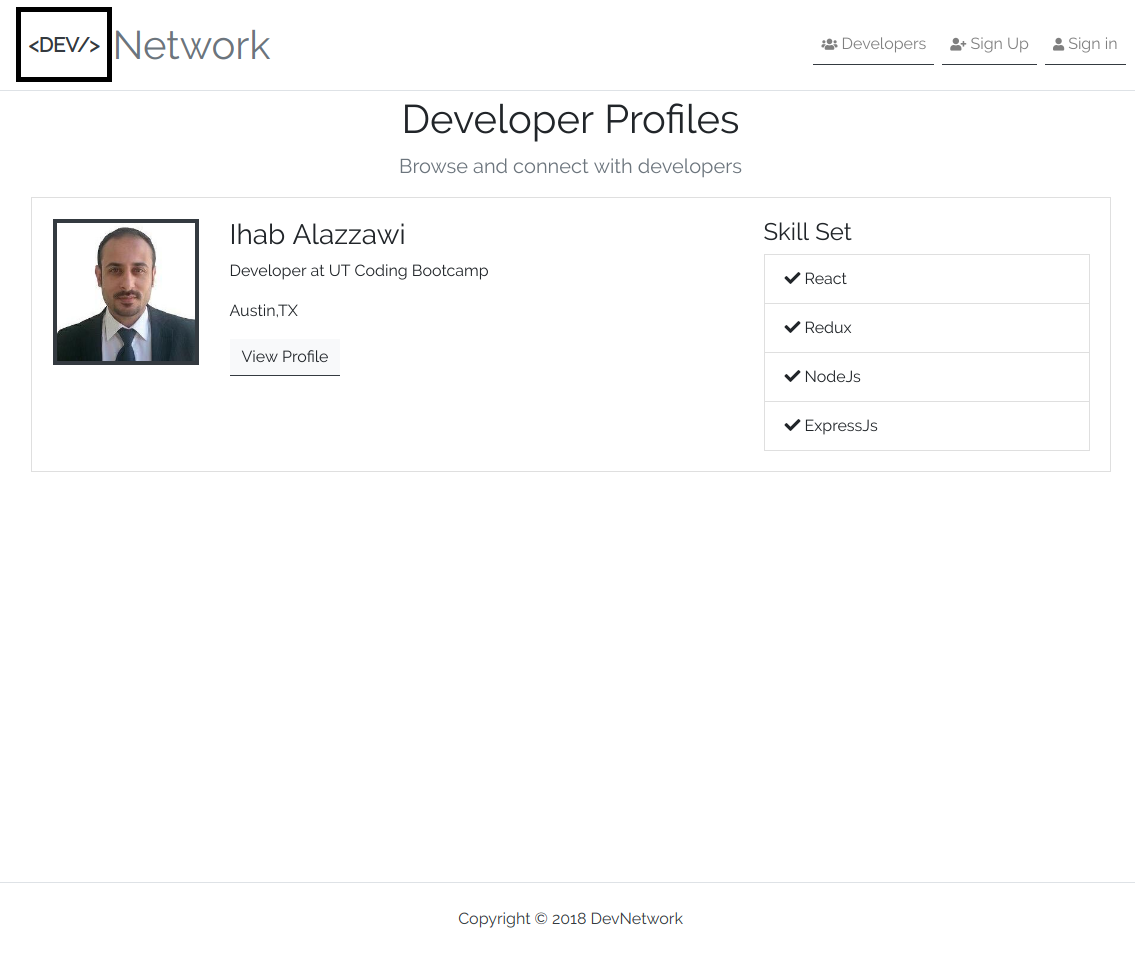 <DEV/> Network
Developers Sign Up Sign in
Developer Profiles
Browse and connect with developers
Ihab Alazzawi
Developer at UT Coding Bootcamp
Austin,TX
View Profile
Skill Set
React
Redux
NodeJs
ExpressJs
Copyright © 2018 DevNetwork